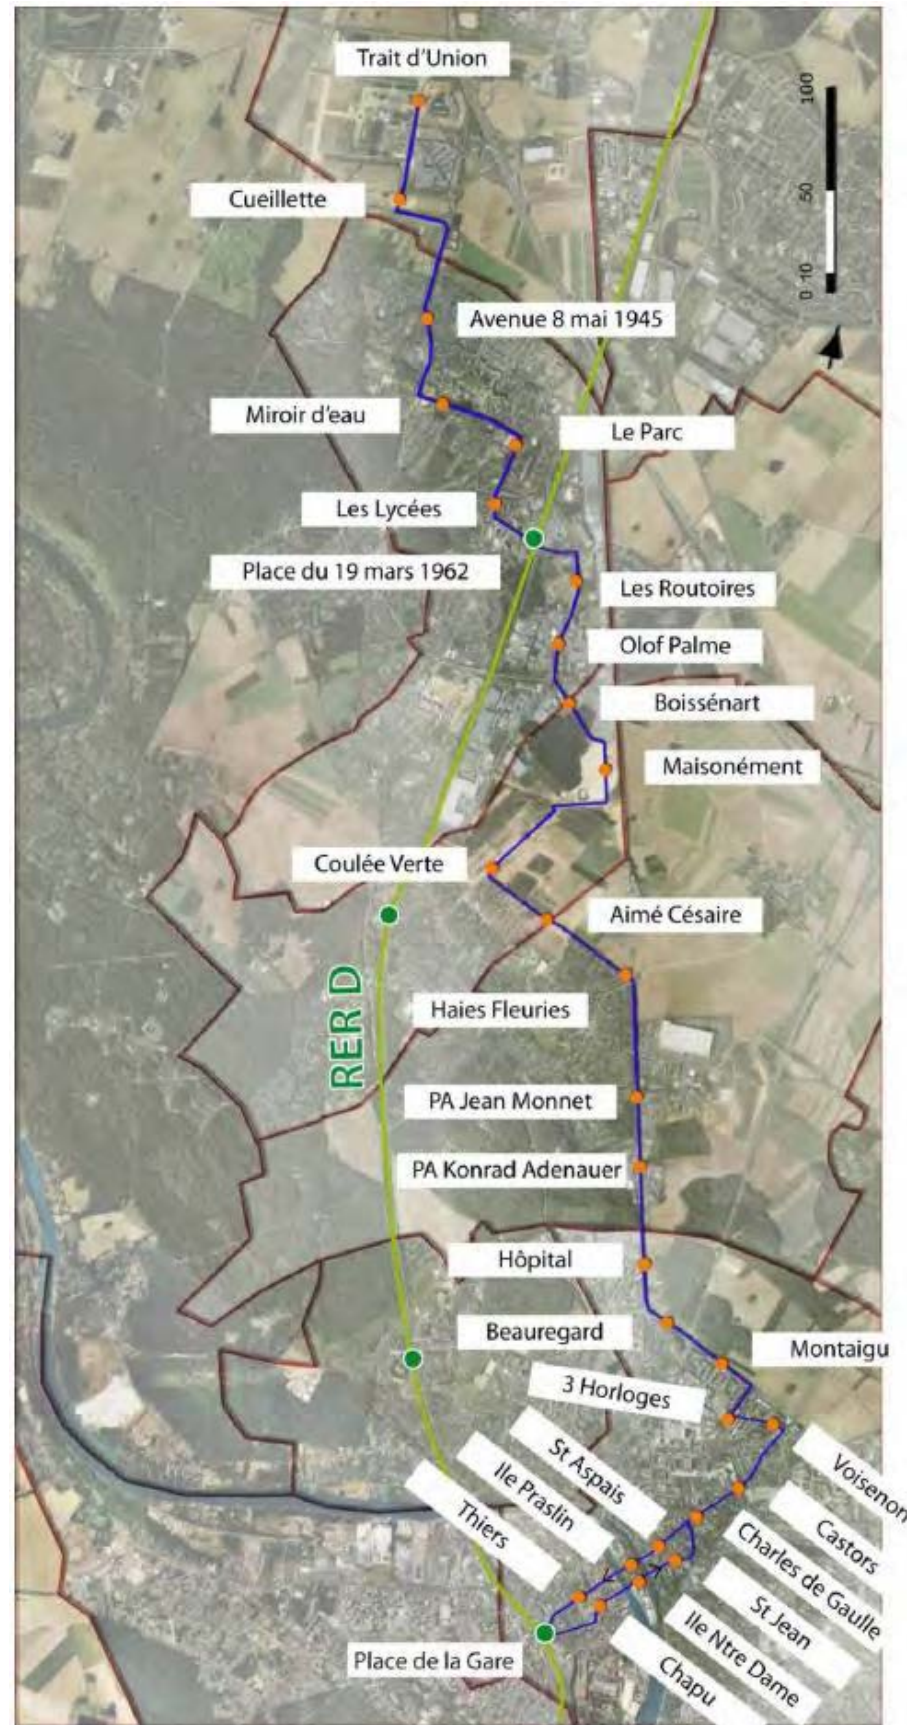 Trait d'Union
Cueillette
0 10 50 100
Avenue 8 mai 1945
Miroir d'eau
Le Parc
Les Lycées
Place du 19 mars 1962
Les Routoires
Olof Palme
Boissénart
Maisonément
Coulée Verte
Aimé Césaire
RER D
Haies Fleuries
PA Jean Monnet
PA Konrad Adenauer
Hôpital
Beauregard
Montaigu
3 Horloges
Voisenon
St Aspais
Castors
Ile Praslin
Charles de Gaulle
Thiers
St Jean
Ile Ntre Dame
Place de la Gare
Chapu